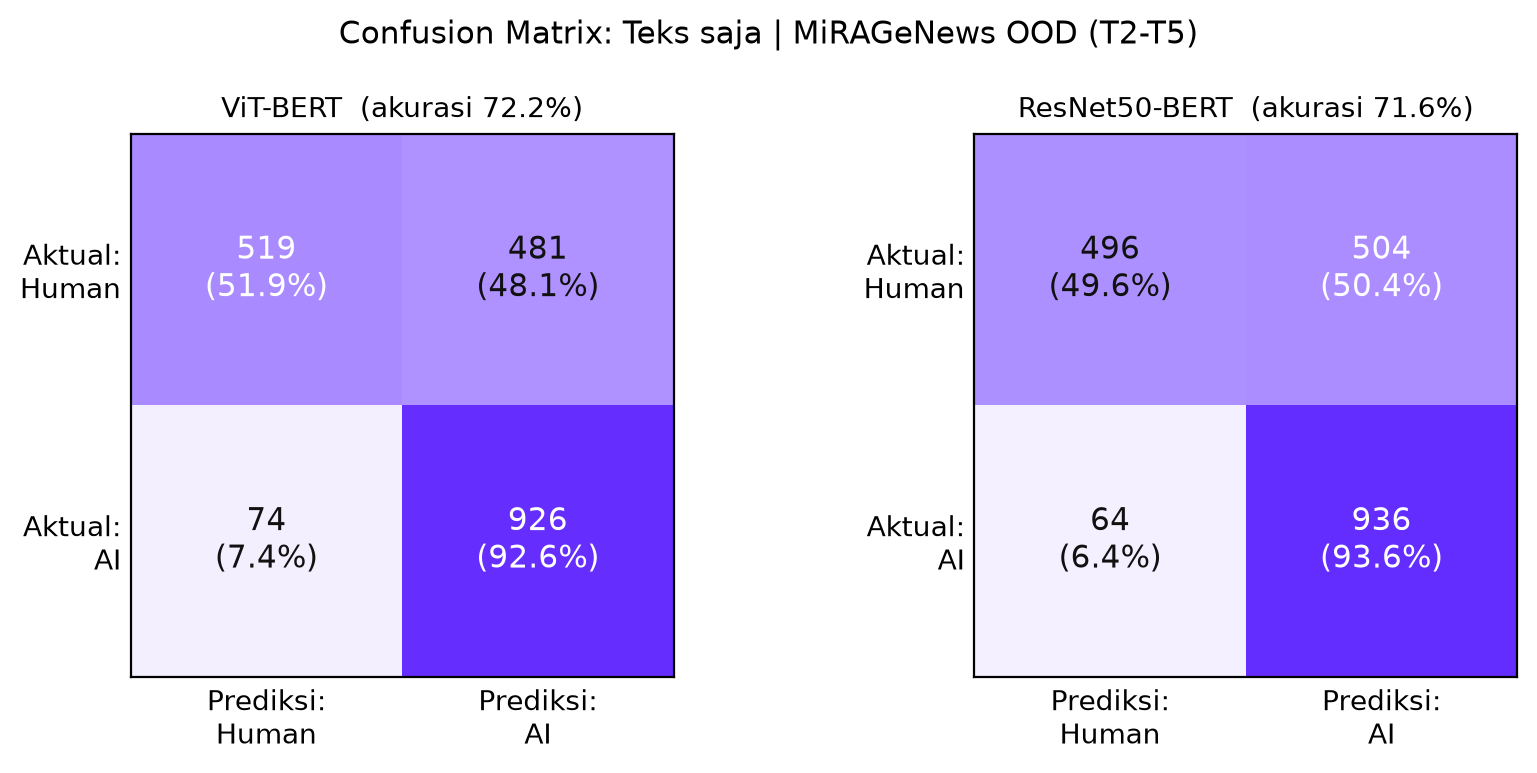 Confusion Matrix: Teks saja | MiRAGeNews OOD (T2-T5)
ViT-BERT  (akurasi 72.2%)
Aktual:
Human
519
(51.9%)
481
(48.1%)
Aktual:
AI
74
(7.4%)
926
(92.6%)
Prediksi:
Human
Prediksi:
AI
ResNet50-BERT  (akurasi 71.6%)
Aktual:
Human
496
(49.6%)
504
(50.4%)
Aktual:
AI
64
(6.4%)
936
(93.6%)
Prediksi:
Human
Prediksi:
AI